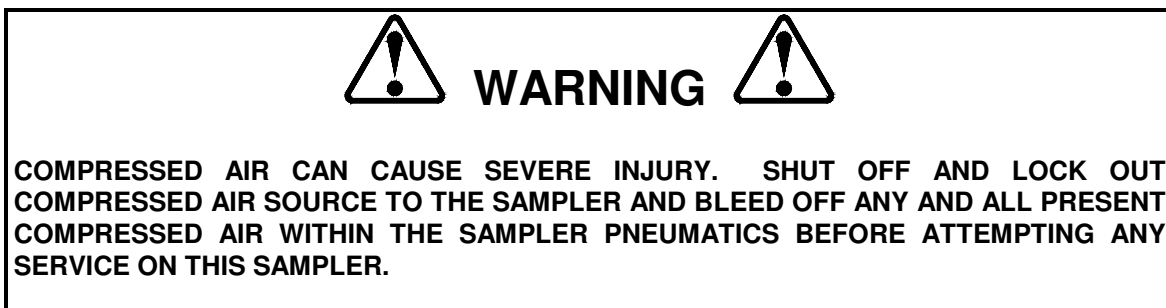 WARNING
COMPRESSED AIR CAN CAUSE SEVERE INJURY. SHUT OFF AND LOCK OUT
COMPRESSED AIR SOURCE TO THE SAMPLER AND BLEED OFF ANY AND ALL PRESENT
COMPRESSED AIR WITHIN THE SAMPLER PNEUMATICS BEFORE ATTEMPTING ANY
SERVICE ON THIS SAMPLER.